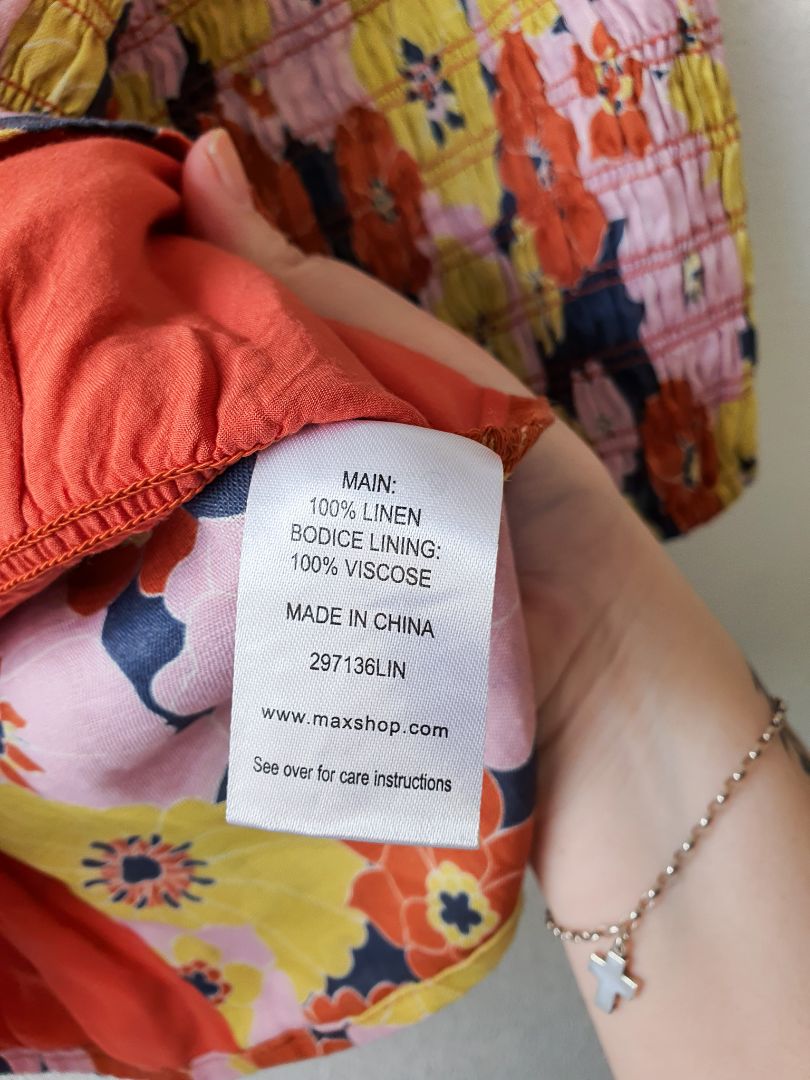 MAIN:
100% LINEN
BODICE LINING:
100% VISCOSE
MADE IN CHINA
297136LIN
www.maxshop.com
See over for care instructions